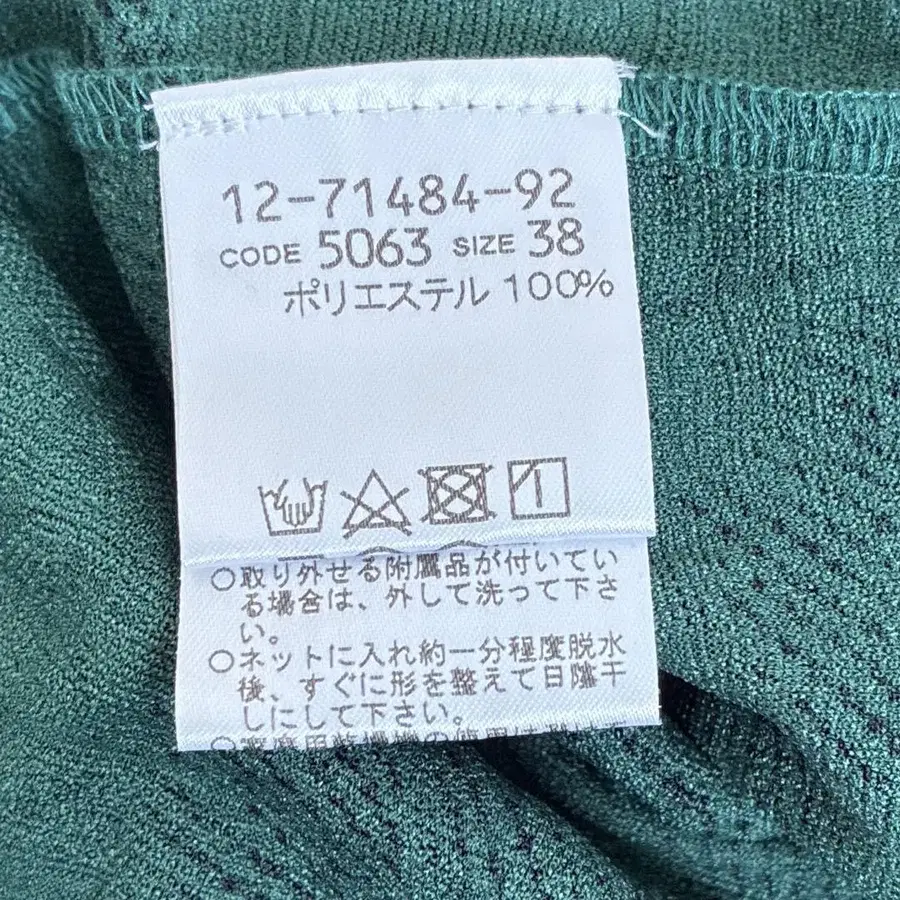 12-71484-92
CODE 5063 SIZE 38
ポリエステル 100%
○取り外せる附属品が付いてい
る場合は、外して洗って下さ
い。
○ネットに入れ約一分程度脱水
後、すぐに形を整えて日陰干
しにして下さい。